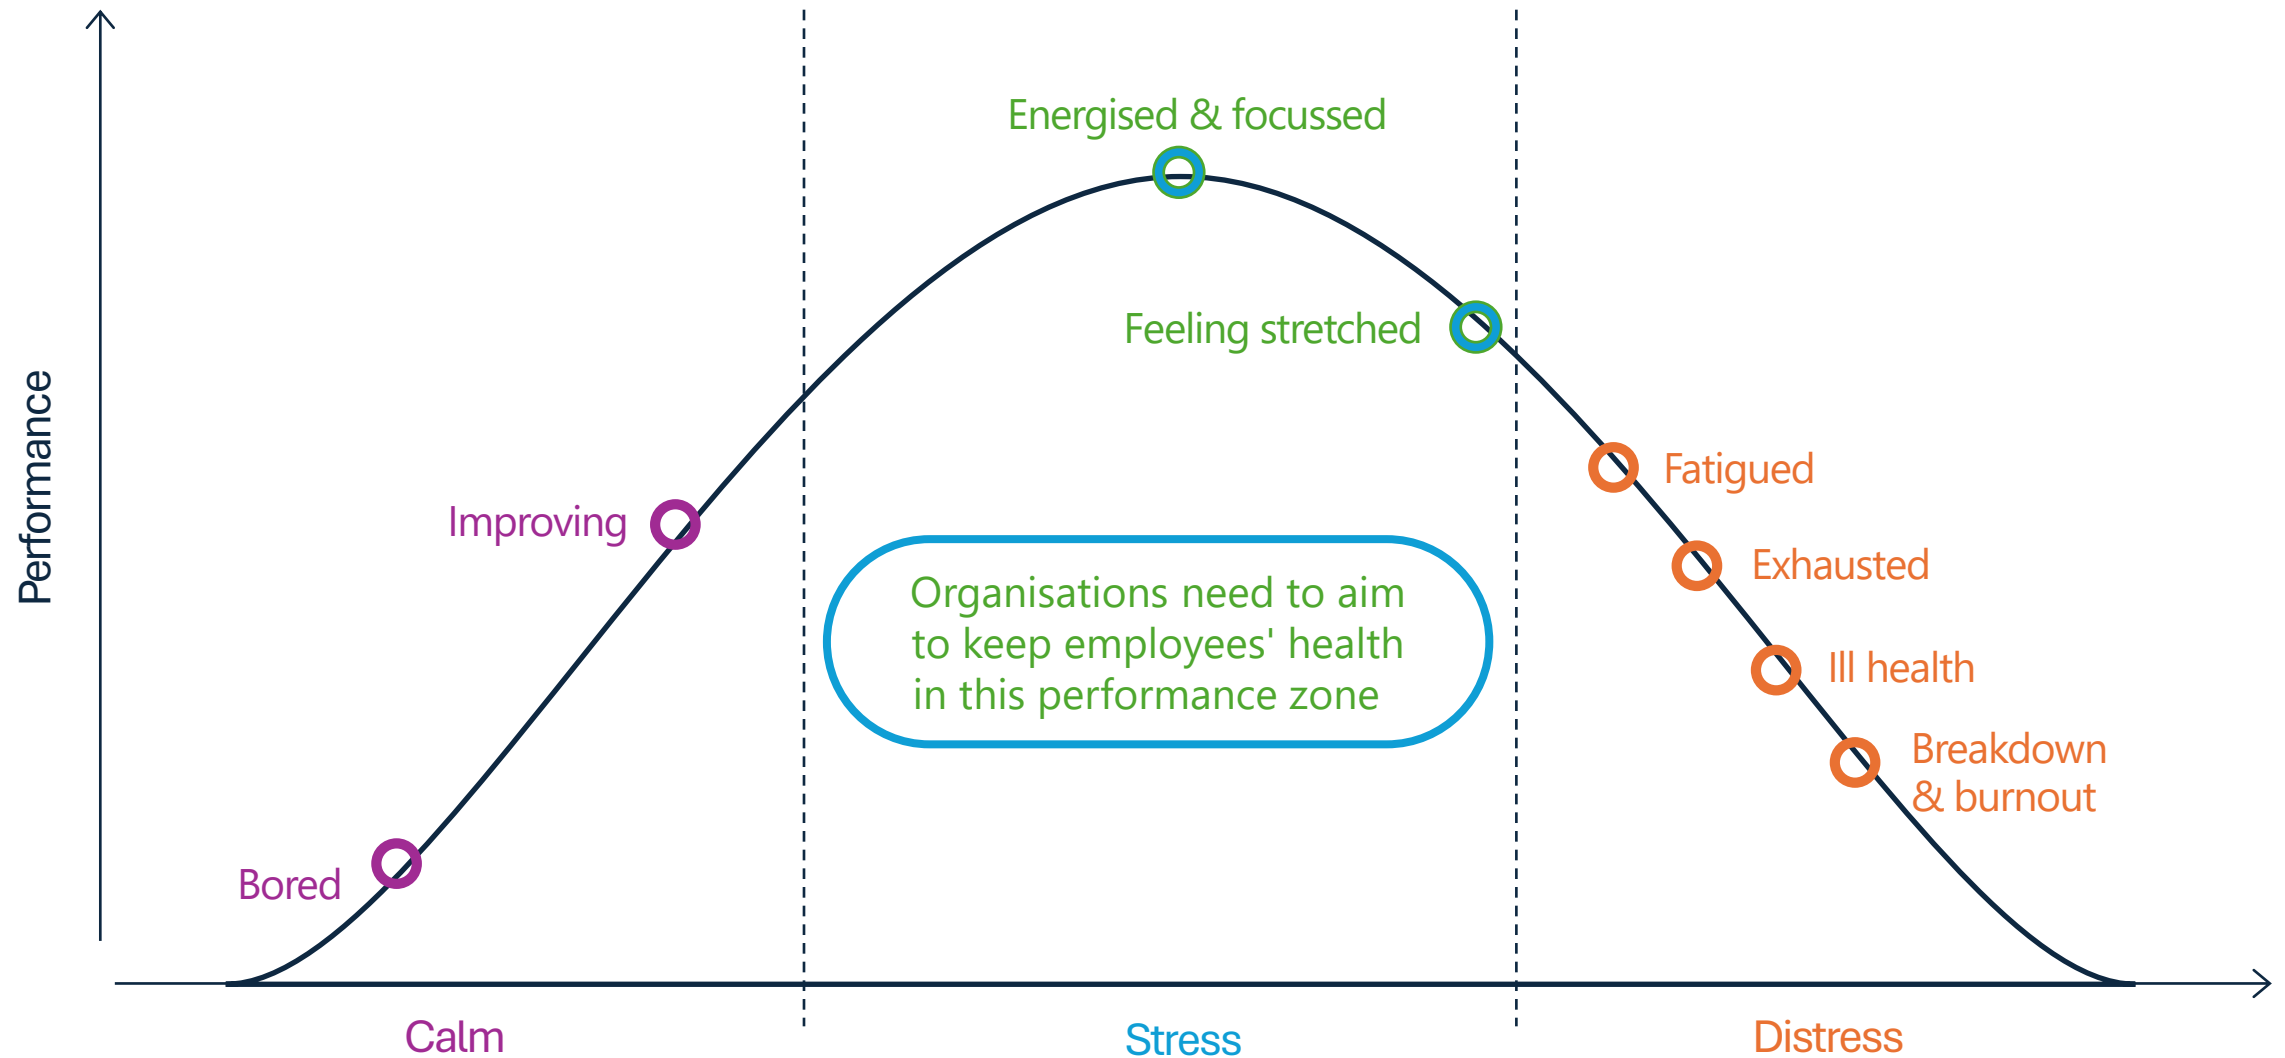 Energised & focussed
Feeling stretched
Performance
Fatigued
Improving
Exhausted
Organisations need to aim
to keep employees' health
in this performance zone
Ill health
Breakdown
& burnout
Bored
Calm
Stress
Distress